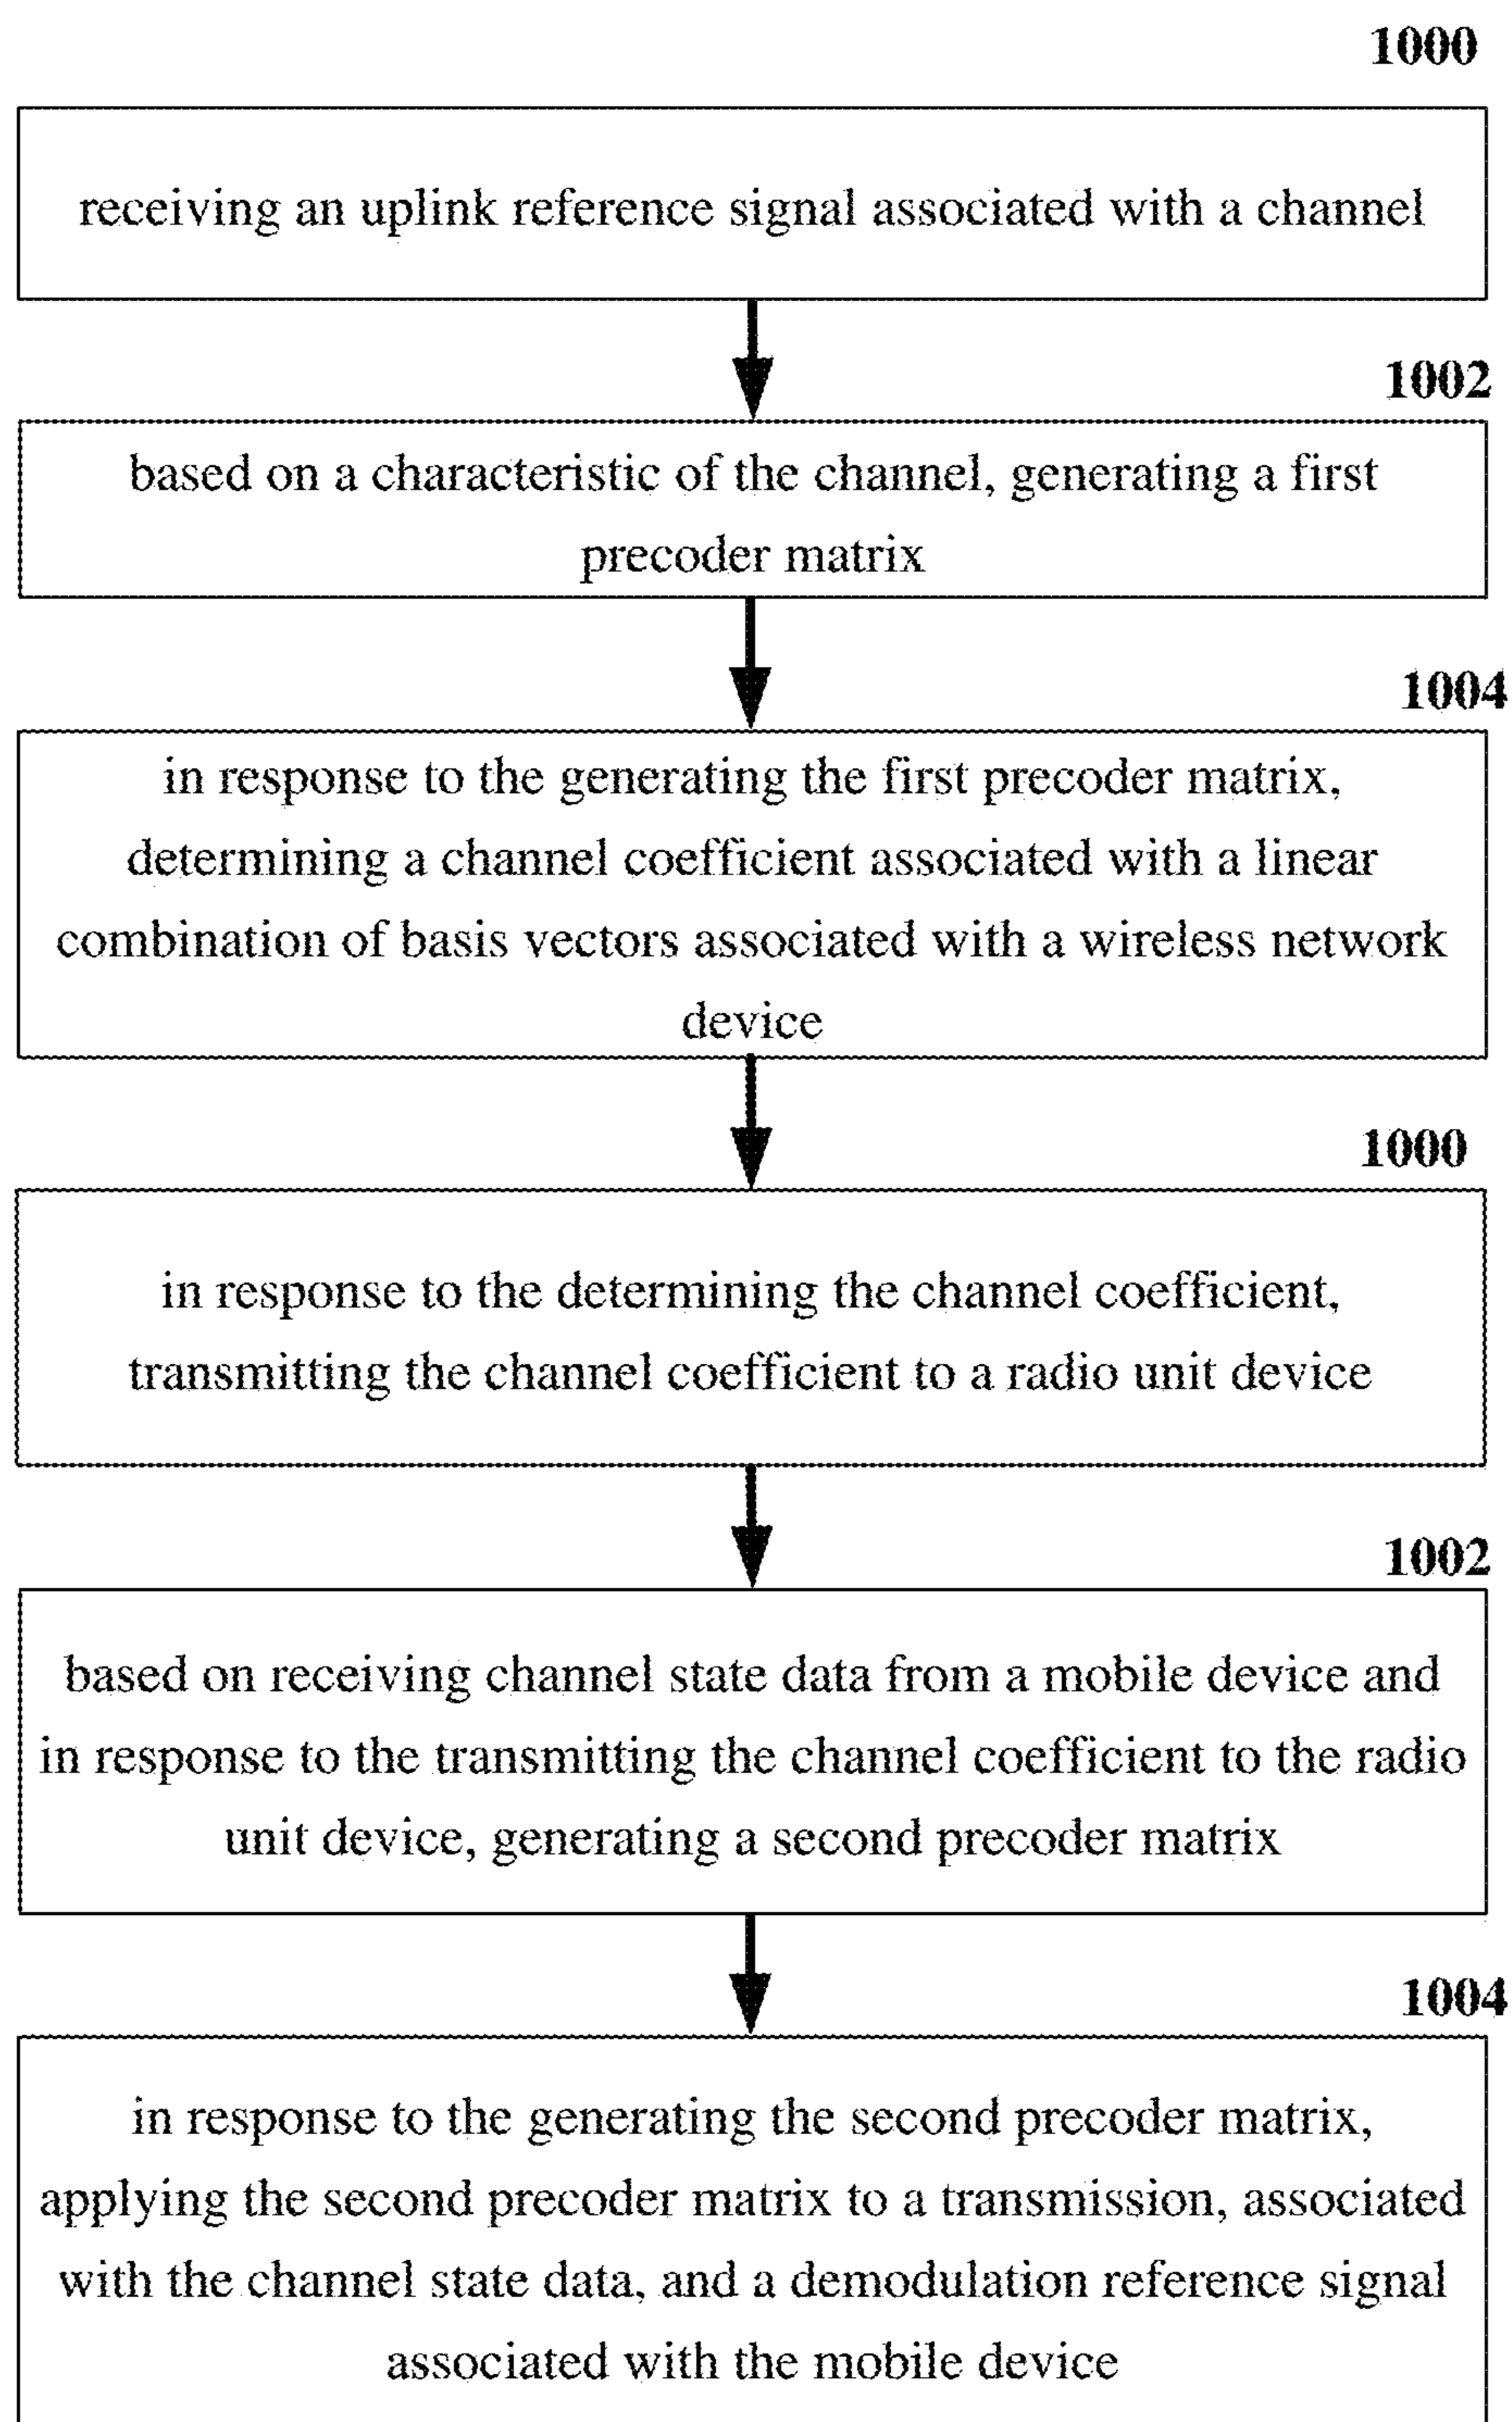 1000
receiving an uplink reference signal associated with a channel
1002
based on a characteristic of the channel, generating a first
precoder matrix
1004
in response to the generating the first precoder matrix,
determining a channel coefficient associated with a linear
combination of basis vectors associated with a wireless network
device
1000
in response to the determining the channel coefficient,
transmitting the channel coefficient to a radio unit device
1002
based on receiving channel state data from a mobile device and
in response to the transmitting the channel coefficient to the radio
unit device, generating a second precoder matrix
1004
in response to the generating the second precoder matrix,
applying the second precoder matrix to a transmission, associated
with the channel state data, and a demodulation reference signal
associated with the mobile device